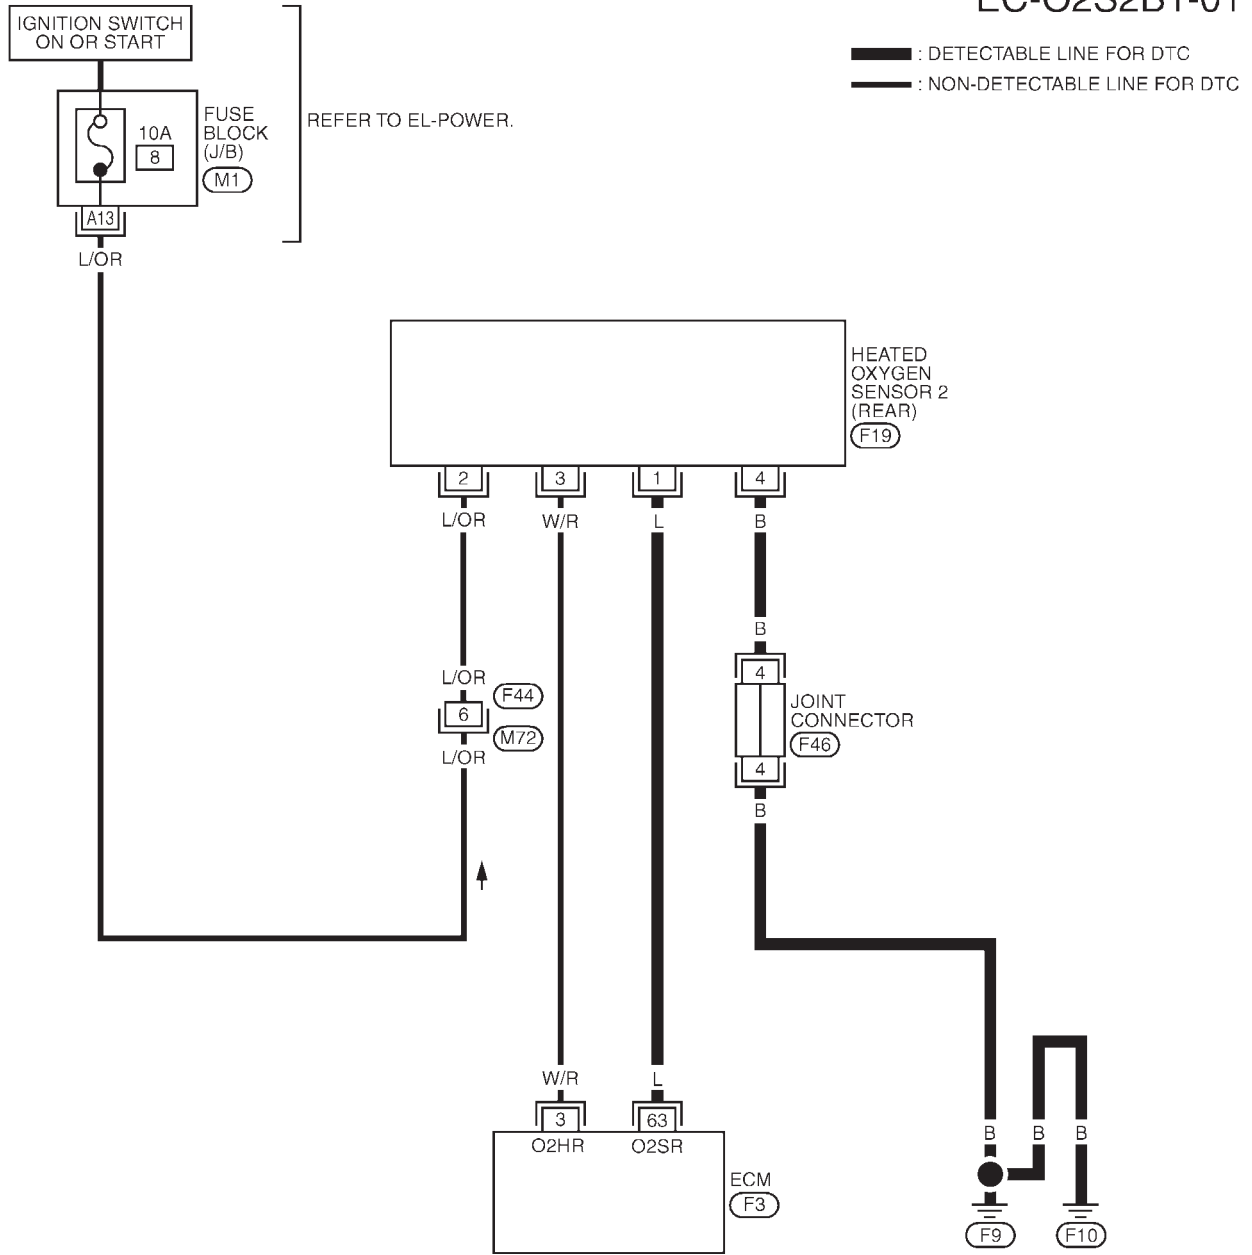 EC-O2S2B1-01
IGNITION SWITCH
ON OR START
: DETECTABLE LINE FOR DTC
: NON-DETECTABLE LINE FOR DTC
10A
8
FUSE
BLOCK
(J/B)
M1
REFER TO EL-POWER.
A13
L/OR
HEATED
OXYGEN
SENSOR 2
(REAR)
F19
2 3 1 4
L/OR W/R L B
B
L/OR
F44
6
M72
L/OR
4
JOINT
CONNECTOR
F46
4
B
W/R L
3 63
O2HR O2SR
ECM
F3
B B B
F9 F10